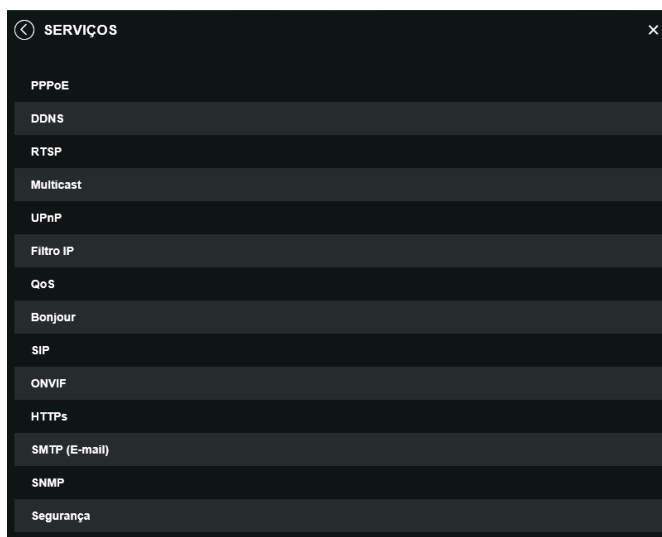 SERVIÇOS
PPPoE
DDNS
RTSP
Multicast
UPnP
Filtro IP
QoS
Bonjour
SIP
ONVIF
HTTPs
SMTP (E-mail)
SNMP
Segurança